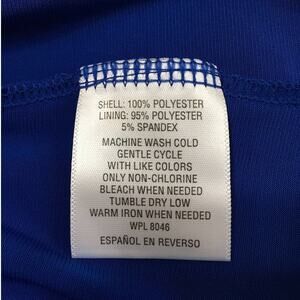 SHELL: 100% POLYESTER
LINING: 95% POLYESTER
5% SPANDEX
MACHINE WASH COLD
GENTLE CYCLE
WITH LIKE COLORS
ONLY NON-CHLORINE
BLEACH WHEN NEEDED
TUMBLE DRY LOW
WARM IRON WHEN NEEDED
WPL 8046
ESPAÑOL EN REVERSO